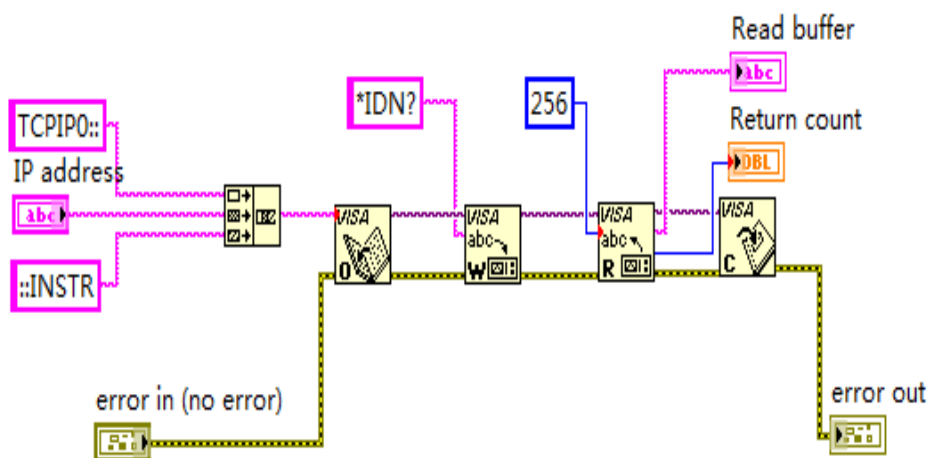 Read buffer
abc
TCPIP0::
*IDN?
256
Return count
DBL
IP address
abc
VISA
O
VISA
abc
W
VISA
abc
R
VISA
C
::INSTR
error in (no error)
error out